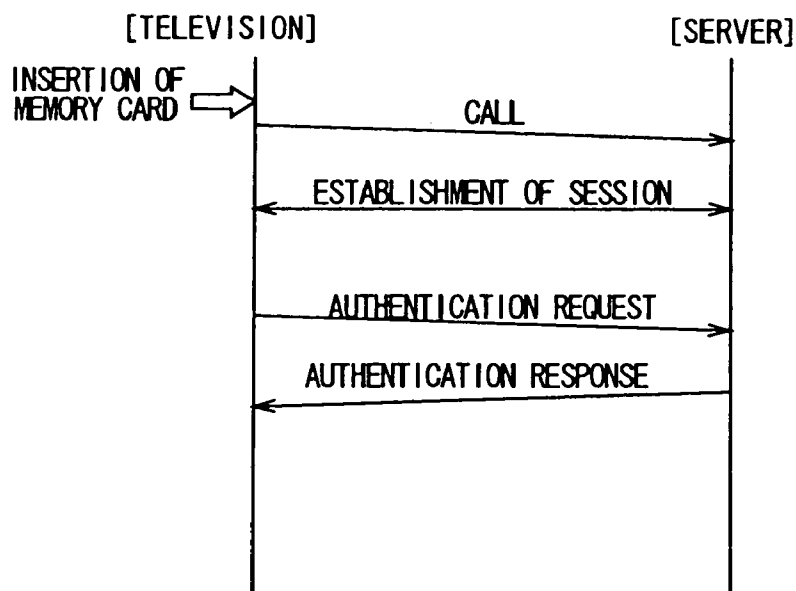 [TELEVISION]
[SERVER]
INSERTION OF
MEMORY CARD
CALL
ESTABLISHMENT OF SESSION
AUTHENTICATION REQUEST
AUTHENTICATION RESPONSE